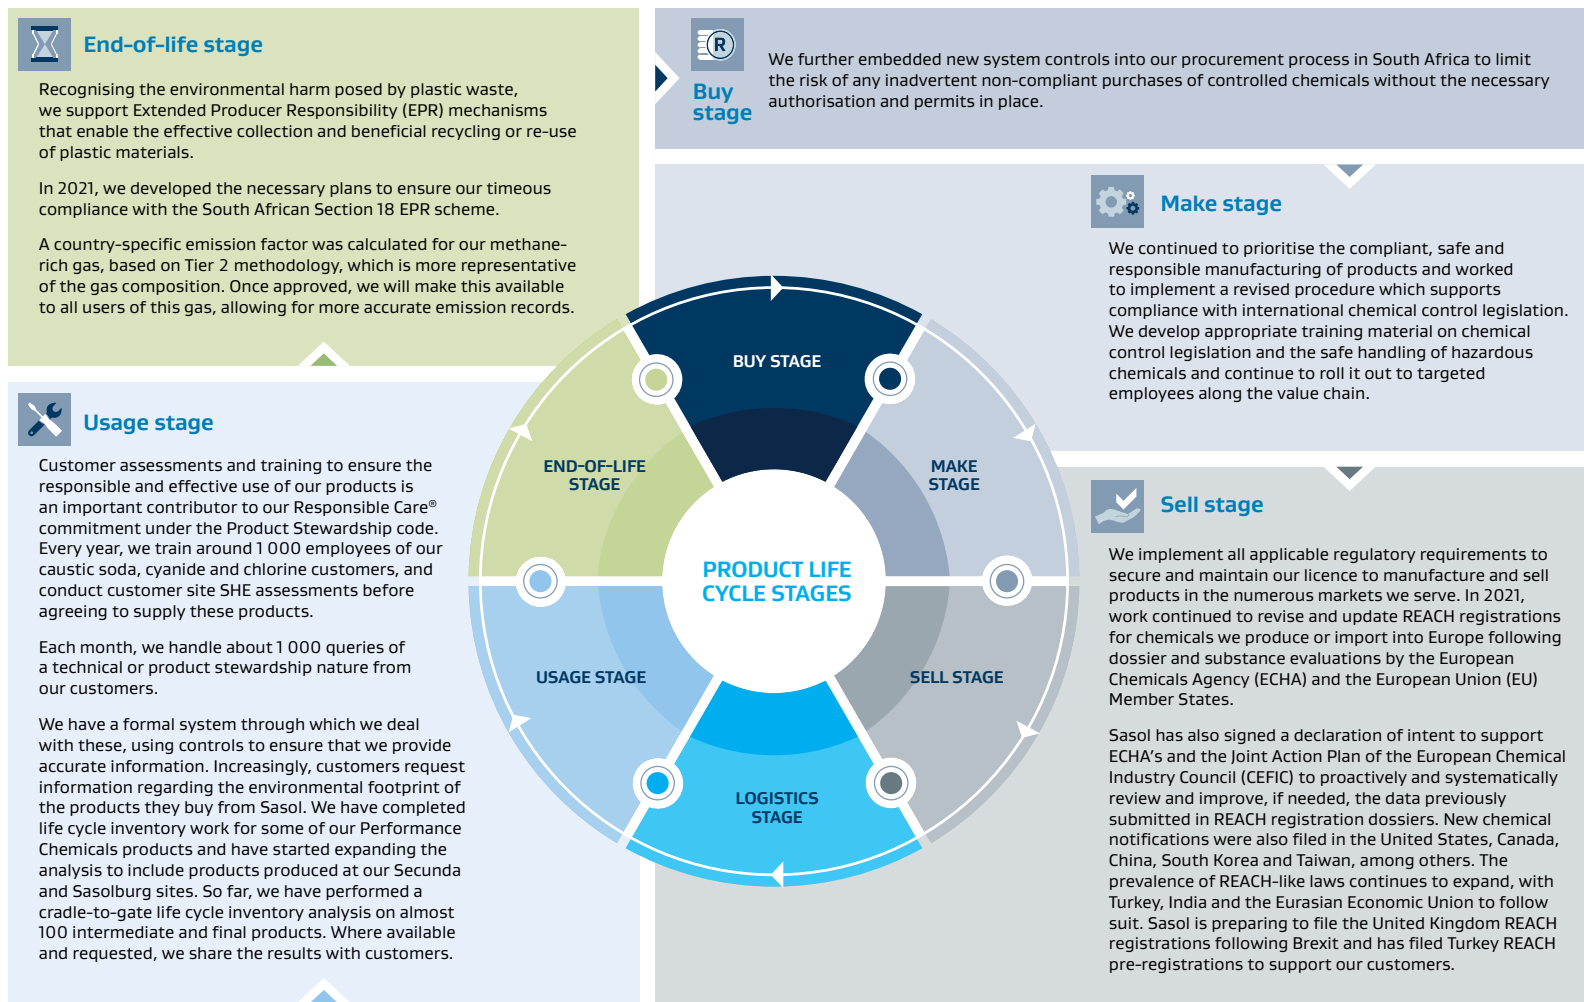 End-of-life stage
Recognising the environmental harm posed by plastic waste,
we support Extended Producer Responsibility (EPR) mechanisms
that enable the effective collection and beneficial recycling or re-use
of plastic materials.
In 2021, we developed the necessary plans to ensure our timeous
compliance with the South African Section 18 EPR scheme.
A country-specific emission factor was calculated for our methane-
rich gas, based on Tier 2 methodology, which is more representative
of the gas composition. Once approved, we will make this available
to all users of this gas, allowing for more accurate emission records.
R
Buy
stage
We further embedded new system controls into our procurement process in South Africa to limit
the risk of any inadvertent non-compliant purchases of controlled chemicals without the necessary
authorisation and permits in place.
Make stage
We continued to prioritise the compliant, safe and
responsible manufacturing of products and worked
to implement a revised procedure which supports
compliance with international chemical control legislation.
We develop appropriate training material on chemical
control legislation and the safe handling of hazardous
chemicals and continue to roll it out to targeted
employees along the value chain.
Usage stage
Customer assessments and training to ensure the
responsible and effective use of our products is
an important contributor to our Responsible Care®
commitment under the Product Stewardship code.
Every year, we train around 1 000 employees of our
caustic soda, cyanide and chlorine customers, and
conduct customer site SHE assessments before
agreeing to supply these products.
Each month, we handle about 1 000 queries of
a technical or product stewardship nature from
our customers.
We have a formal system through which we deal
with these, using controls to ensure that we provide
accurate information. Increasingly, customers request
information regarding the environmental footprint of
the products they buy from Sasol. We have completed
life cycle inventory work for some of our Performance
Chemicals products and have started expanding the
analysis to include products produced at our Secunda
and Sasolburg sites. So far, we have performed a
cradle-to-gate life cycle inventory analysis on almost
100 intermediate and final products. Where available
and requested, we share the results with customers.
BUY STAGE
END-OF-LIFE
STAGE
MAKE
STAGE
PRODUCT LIFE
CYCLE STAGES
USAGE STAGE
SELL STAGE
LOGISTICS
STAGE
Sell stage
We implement all applicable regulatory requirements to
secure and maintain our licence to manufacture and sell
products in the numerous markets we serve. In 2021,
work continued to revise and update REACH registrations
for chemicals we produce or import into Europe following
dossier and substance evaluations by the European
Chemicals Agency (ECHA) and the European Union (EU)
Member States.
Sasol has also signed a declaration of intent to support
ECHA's and the Joint Action Plan of the European Chemical
Industry Council (CEFIC) to proactively and systematically
review and improve, if needed, the data previously
submitted in REACH registration dossiers. New chemical
notifications were also filed in the United States, Canada,
China, South Korea and Taiwan, among others. The
prevalence of REACH-like laws continues to expand, with
Turkey, India and the Eurasian Economic Union to follow
suit. Sasol is preparing to file the United Kingdom REACH
registrations following Brexit and has filed Turkey REACH
pre-registrations to support our customers.